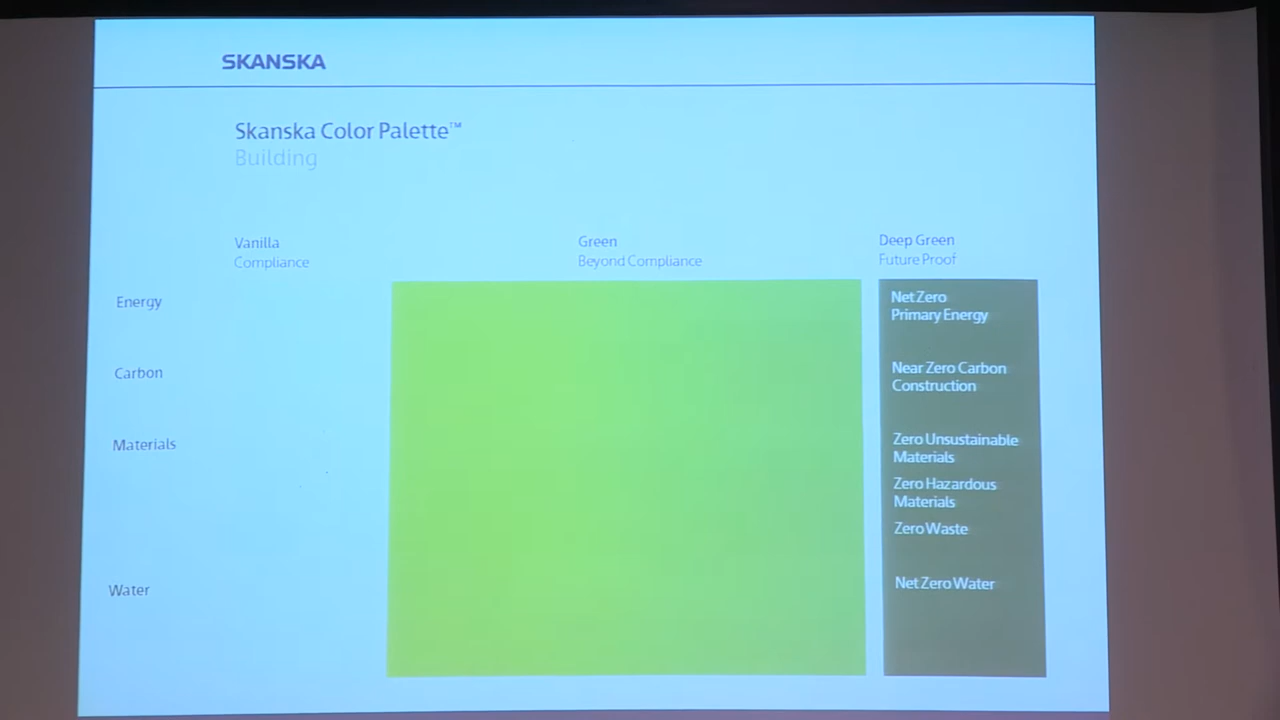 SKANSKA
Skanska Color Palette™
Building
Vanilla
Compliance
Green
Beyond Compliance
Deep Green
Future Proof
Energy
Net Zero
Primary Energy
Carbon
Near Zero Carbon
Construction
Materials
Zero Unsustainable
Materials
Zero Hazardous
Materials
Zero Waste
Water
Net Zero Water